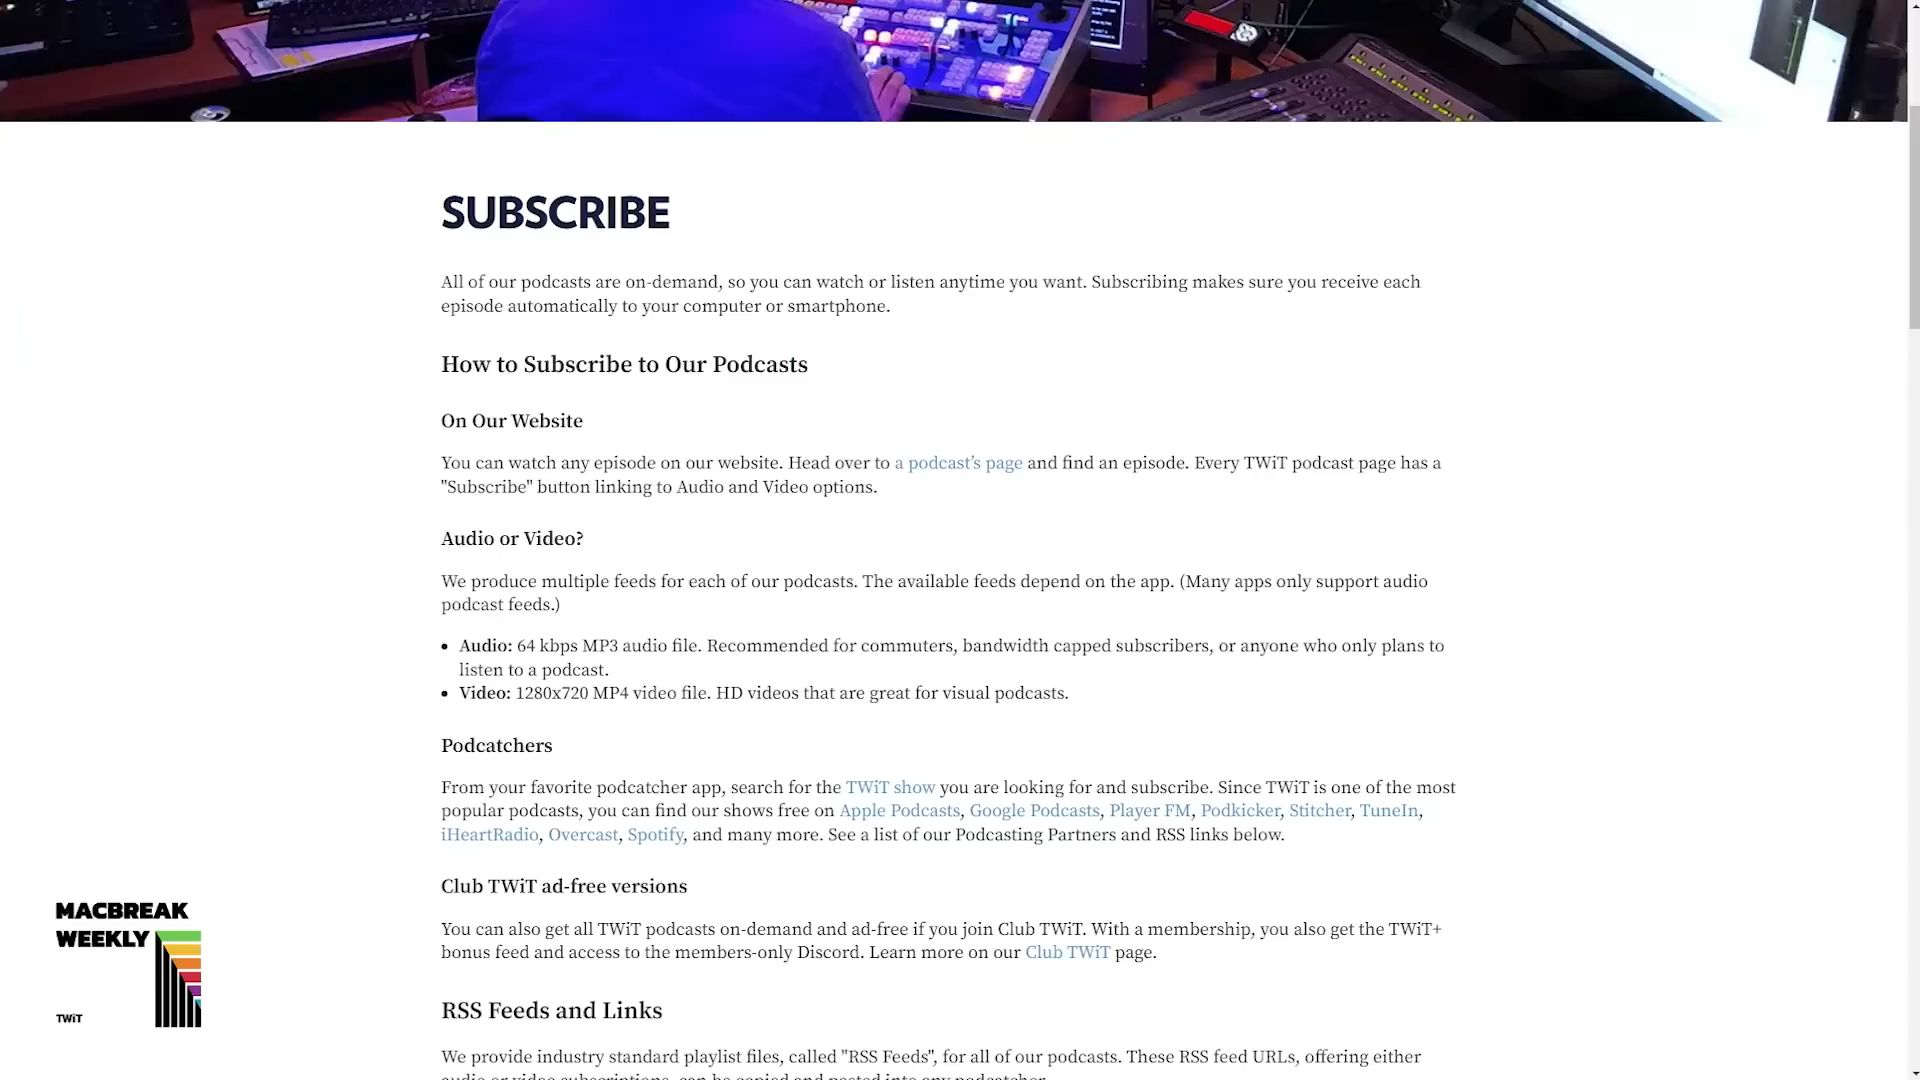 SUBSCRIBE
All of our podcasts are on-demand, so you can watch or listen anytime you want. Subscribing makes sure you receive each
episode automatically to your computer or smartphone.
How to Subscribe to Our Podcasts
On Our Website
You can watch any episode on our website. Head over to a podcast’s page and find an episode. Every TWiT podcast page has a
"Subscribe" button linking to Audio and Video options.
Audio or Video?
We produce multiple feeds for each of our podcasts. The available feeds depend on the app. (Many apps only support audio
podcast feeds.)
• Audio: 64 kbps MP3 audio file. Recommended for commuters, bandwidth capped subscribers, or anyone who only plans to
listen to a podcast.
• Video: 1280x720 MP4 video file. HD videos that are great for visual podcasts.
Podcatchers
From your favorite podcatcher app, search for the TWiT show you are looking for and subscribe. Since TWiT is one of the most
popular podcasts, you can find our shows free on Apple Podcasts, Google Podcasts, Player FM, Podkicker, Stitcher, TuneIn,
iHeartRadio, Overcast, Spotify, and many more. See a list of our Podcasting Partners and RSS links below.
Club TWiT ad-free versions
You can also get all TWiT podcasts on-demand and ad-free if you join Club TWiT. With a membership, you also get the TWiT+
bonus feed and access to the members-only Discord. Learn more on our Club TWiT page.
RSS Feeds and Links
We provide industry standard playlist files, called "RSS Feeds", for all of our podcasts. These RSS feed URLs, offering either
audio or video subscriptions, can be copied and pasted into any podcatcher.
MACBREAK
WEEKLY
TWiT